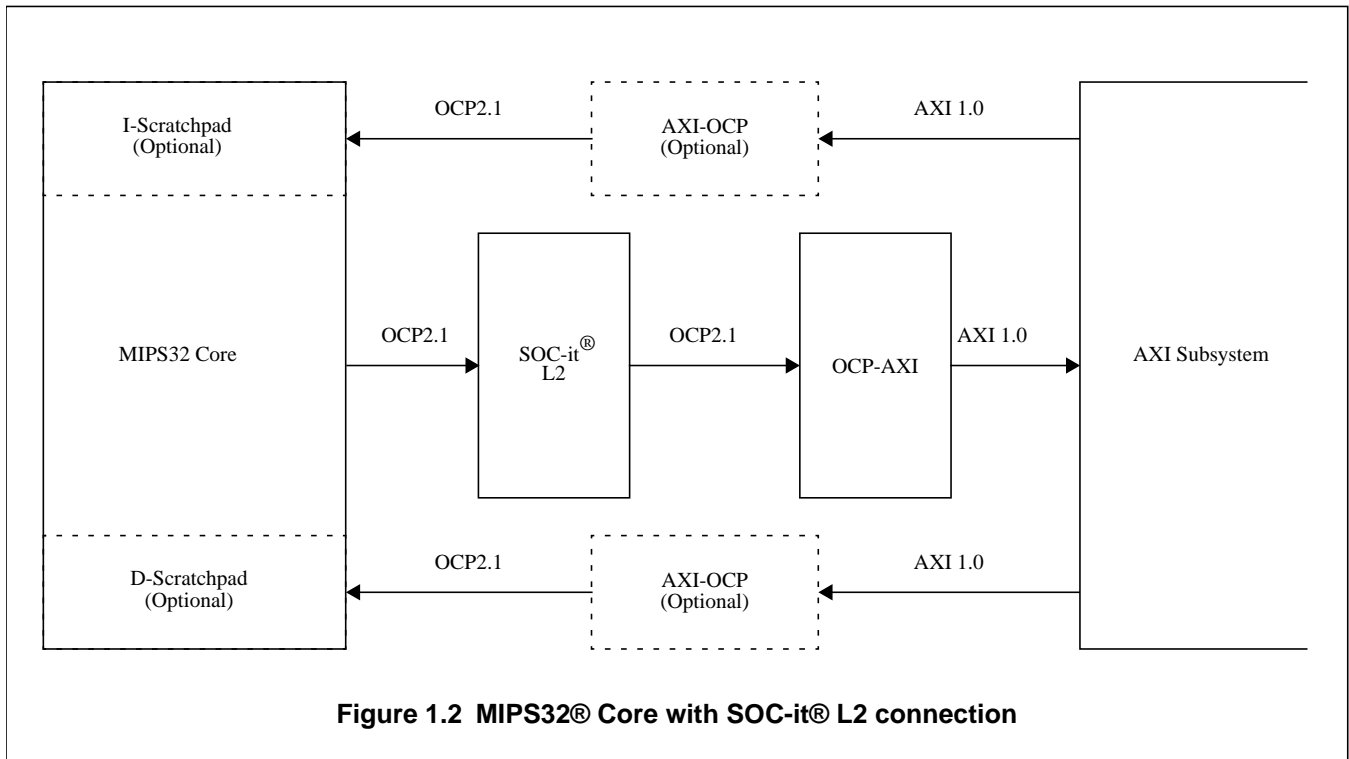 OCP2.1
AXI 1.0
I-Scratchpad
(Optional)
AXI-OCP
(Optional)
MIPS32 Core
OCP2.1
SOC-it®
L2
OCP2.1
OCP-AXI
AXI 1.0
AXI Subsystem
OCP2.1
AXI 1.0
D-Scratchpad
(Optional)
AXI-OCP
(Optional)
Figure 1.2 MIPS32® Core with SOC-it® L2 connection